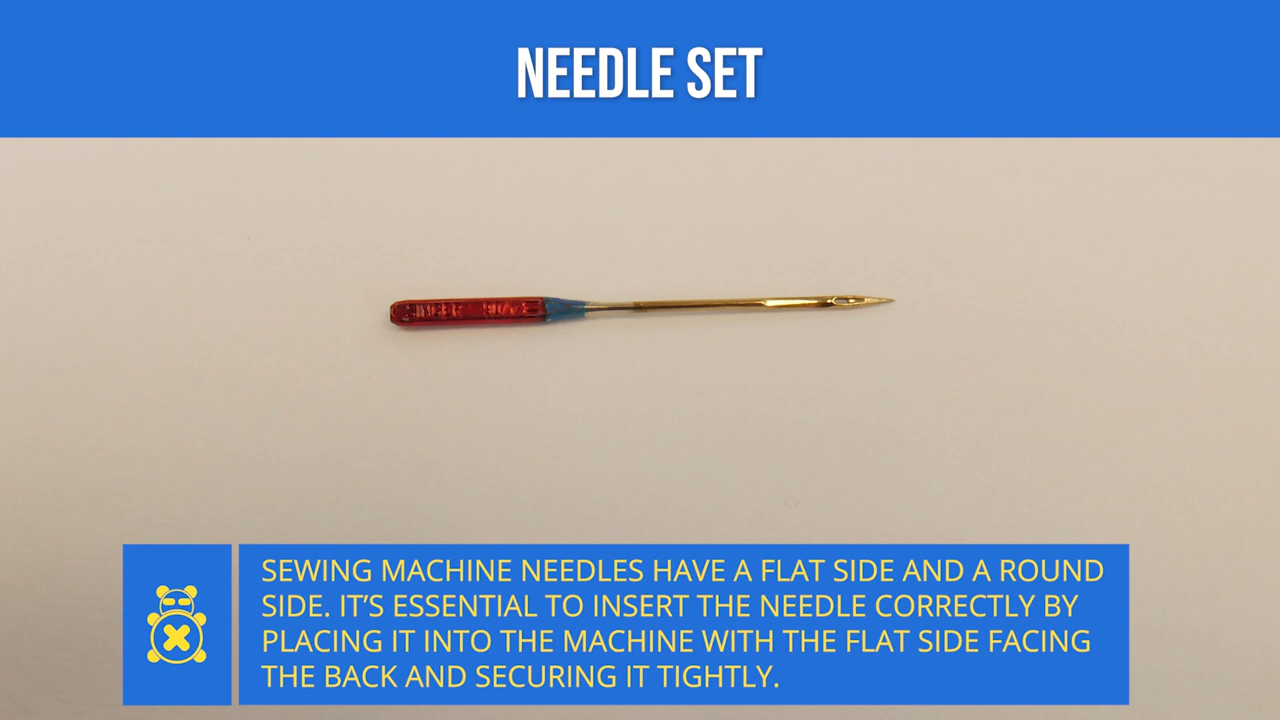 NEEDLE SET
SEWING MACHINE NEEDLES HAVE A FLAT SIDE AND A ROUND
SIDE. IT'S ESSENTIAL TO INSERT THE NEEDLE CORRECTLY BY
PLACING IT INTO THE MACHINE WITH THE FLAT SIDE FACING
THE BACK AND SECURING IT TIGHTLY.